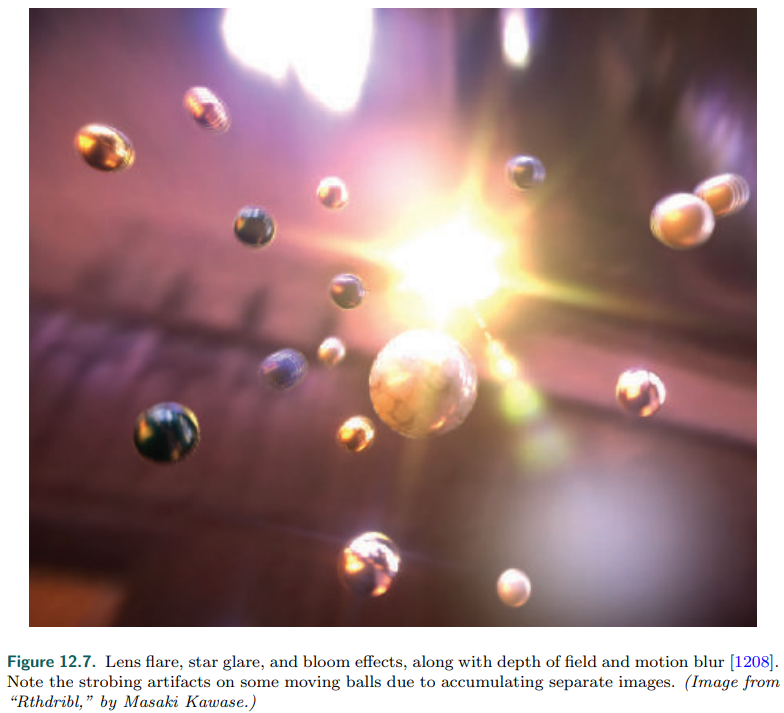 Figure 12.7. Lens flare, star glare, and bloom effects, along with depth of field and motion blur [1208].
Note the strobing artifacts on some moving balls due to accumulating separate images. (Image from
“Rthdribl,” by Masaki Kawase.)